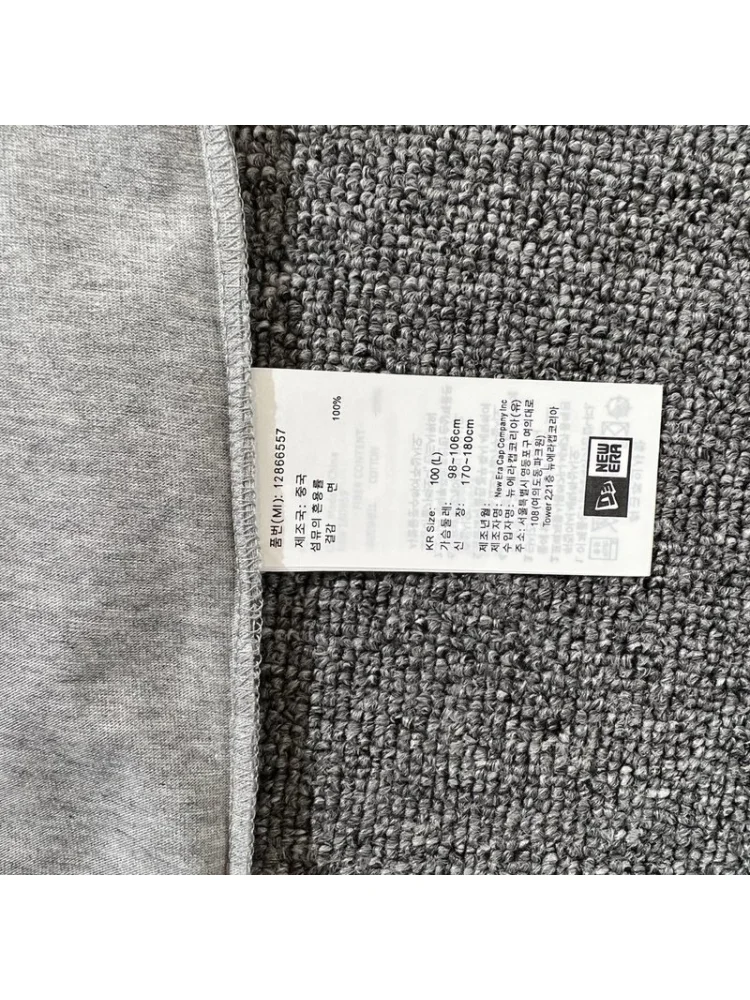 품번(MI): 12866557
제조국: 중국
섬뮤의 혼용률
겉감 면 100%
KR Size: 100 (L)
가슴둘레: 98~106cm
신 장: 170~180cm
제조년월:
제조자명: New Era Cap Company Inc
수입자명: 뉴에라캡코리아(유)
주소: 서울특별시 영등포구 여의대로
108(여의도동,파크원)
Tower 2,21층 뉴에라캡코리아
NEW
ERA